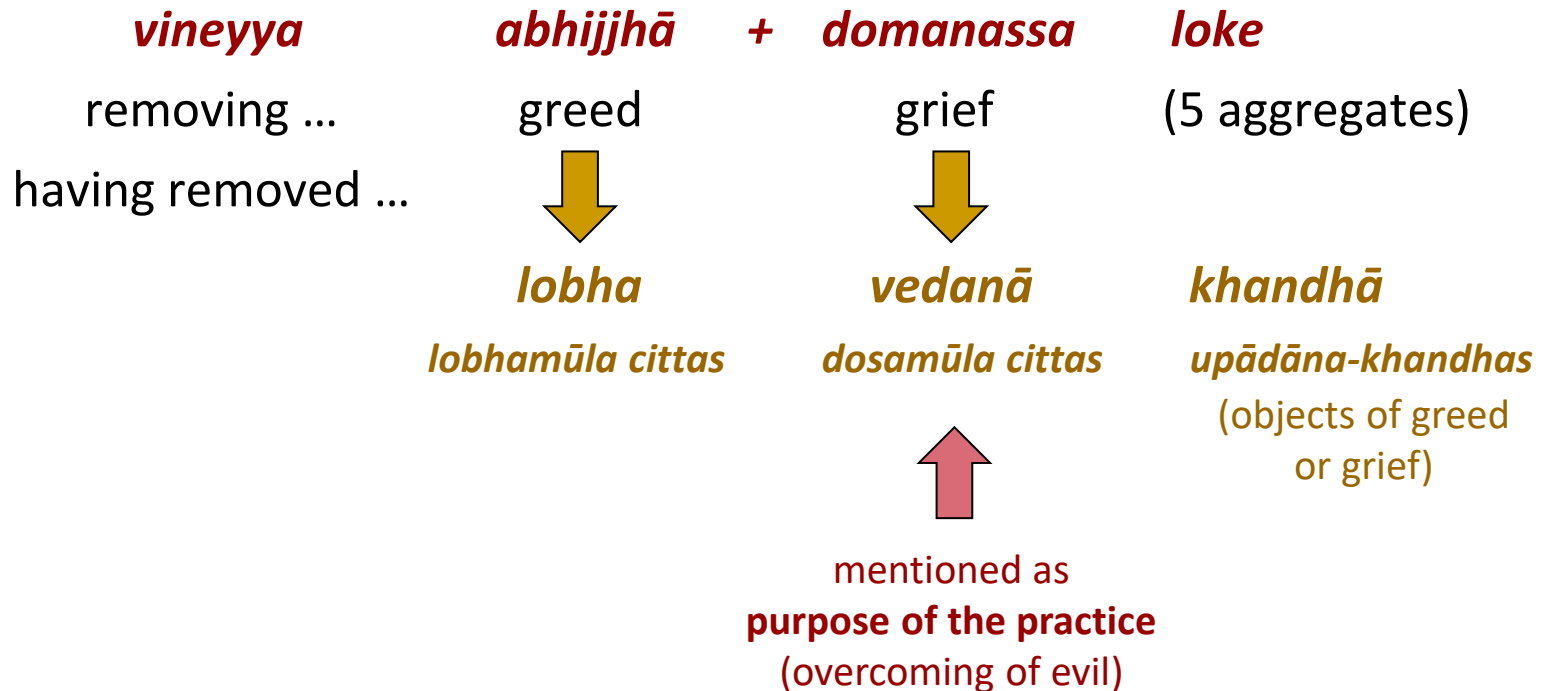 vineyya abhijjhā + domanassa loke
removing … greed grief (5 aggregates)
having removed …
lobha vedanā khandhā
lobhamūla cittas dosamūla cittas upādāna-khandhas
(objects of greed
or grief)
mentioned as
purpose of the practice
(overcoming of evil)